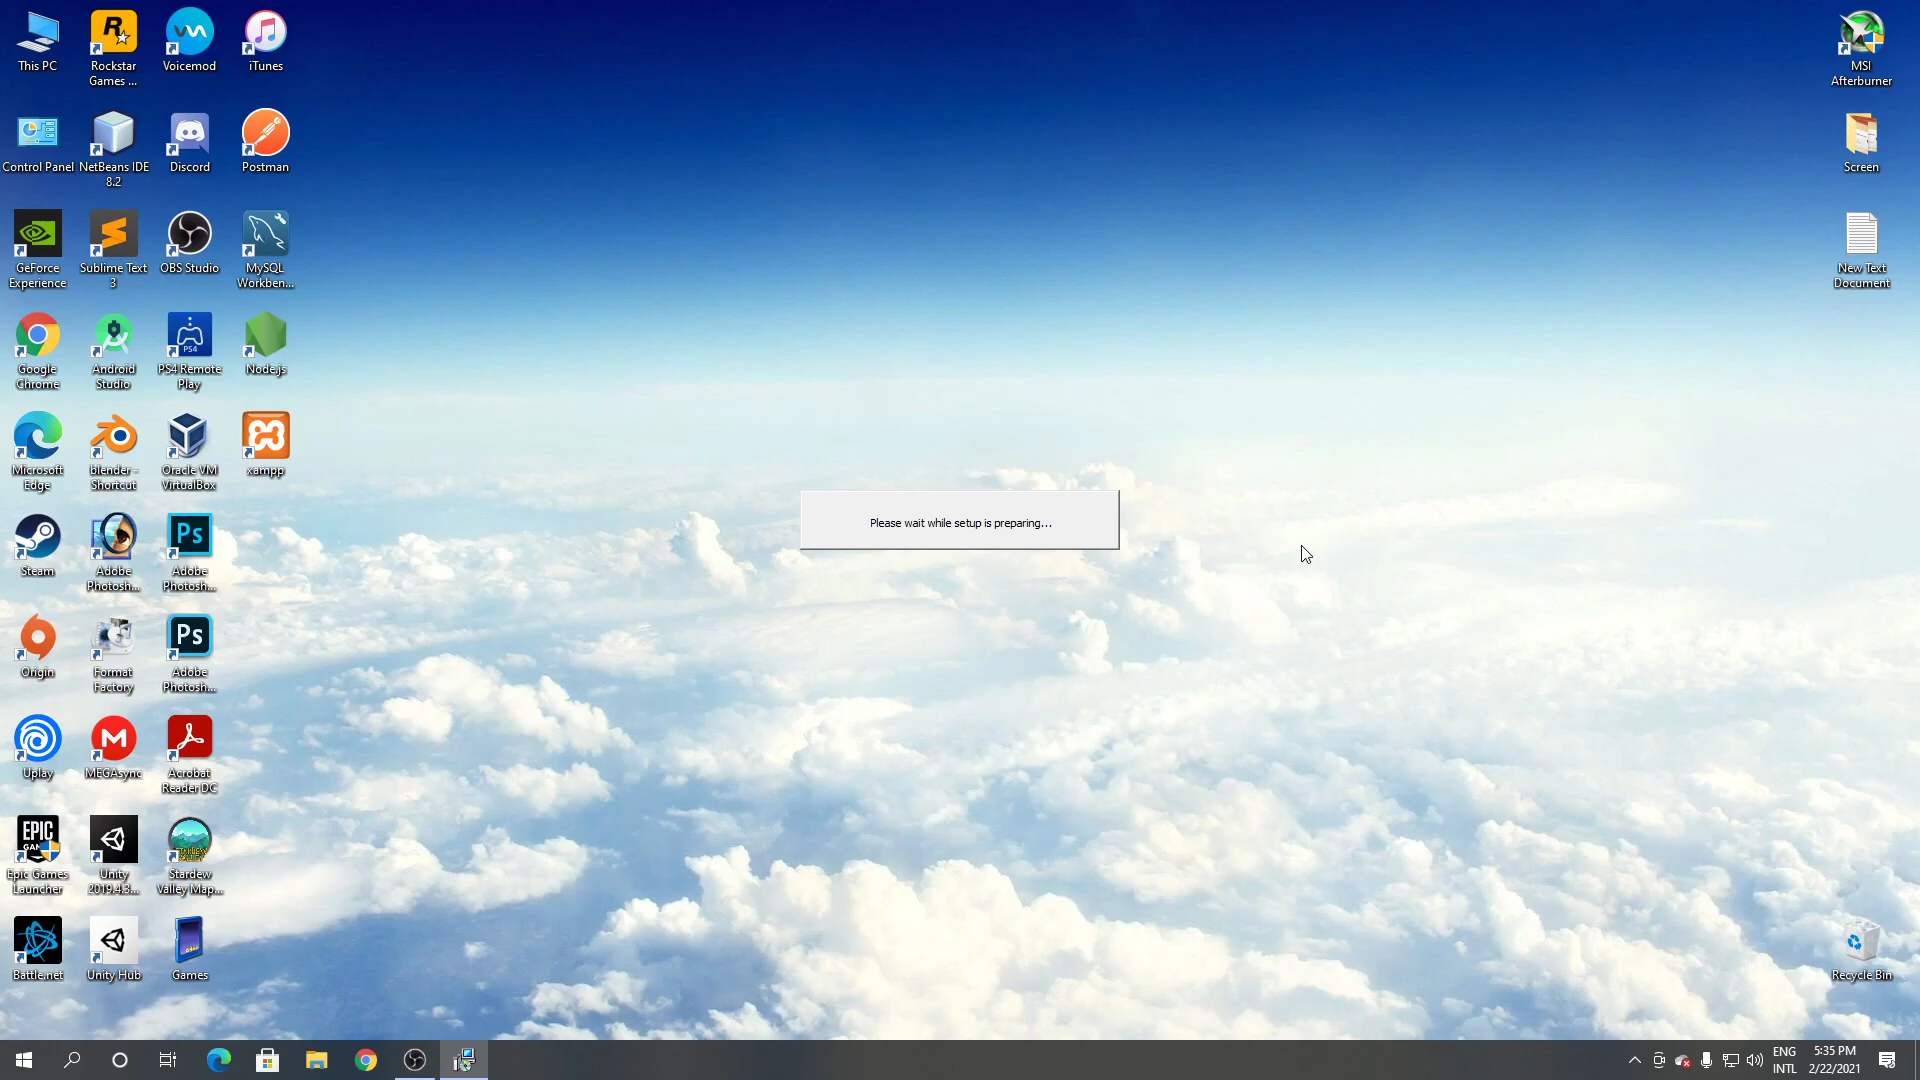 This PC
Rockstar
Games ...
Voicemod
iTunes
Control Panel
NetBeans IDE
8.2
Discord
Postman
GeForce
Experience
Sublime Text
3
OBS Studio
MySQL
Workben...
Google
Chrome
Android
Studio
PS4
PS4 Remote
Play
Node.js
Microsoft
Edge
blender -
Shortcut
Oracle VM
VirtualBox
xampp
Steam
Adobe
Photosh...
Ps
Adobe
Photosh...
Origin
Format
Factory
Ps
Adobe
Photosh...
Uplay
MEGAsync
Acrobat
Reader DC
EPIC
Epic Games
Launcher
Unity
2019.4.3...
Stardew
Valley Map...
Battle.net
Unity Hub
Games
Please wait while setup is preparing...
MSI
Afterburner
Screen
New Text
Document
Recycle Bin
ENG
INTL
5:35 PM
2/22/2021